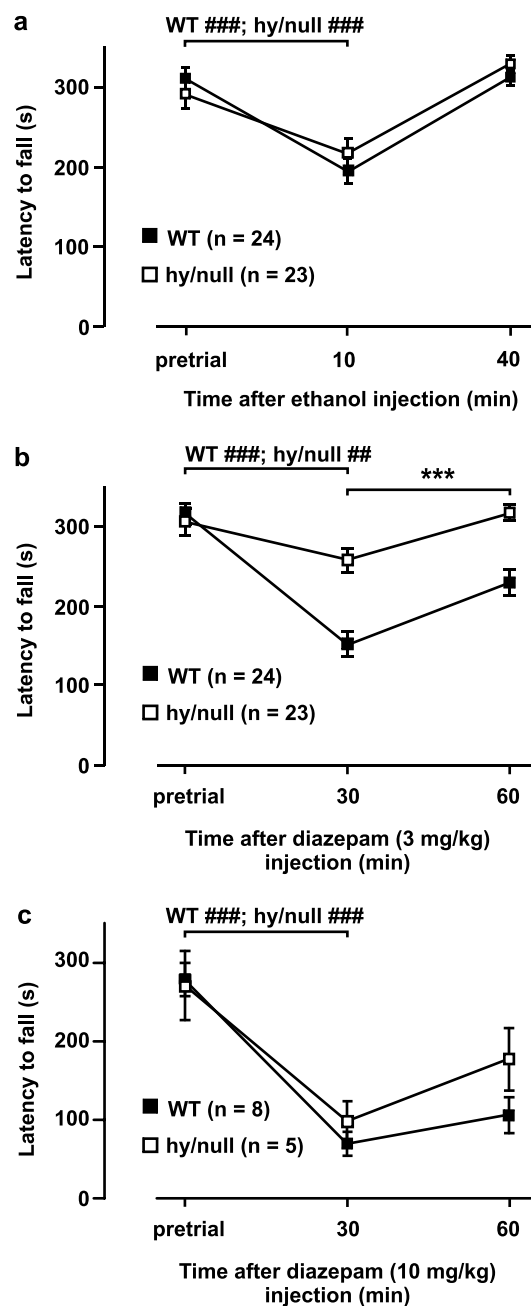 a
WT ###; hy/null ###
Latency to fall (s)
300
200
100
0
WT (n = 24)
hy/null (n = 23)
pretrial 10 40
Time after ethanol injection (min)
b
WT ###; hy/null ##
***
Latency to fall (s)
300
200
100
0
WT (n = 24)
hy/null (n = 23)
pretrial 30 60
Time after diazepam (3 mg/kg)
injection (min)
c
WT ###; hy/null ###
Latency to fall (s)
300
200
100
0
WT (n = 8)
hy/null (n = 5)
pretrial 30 60
Time after diazepam (10 mg/kg)
injection (min)